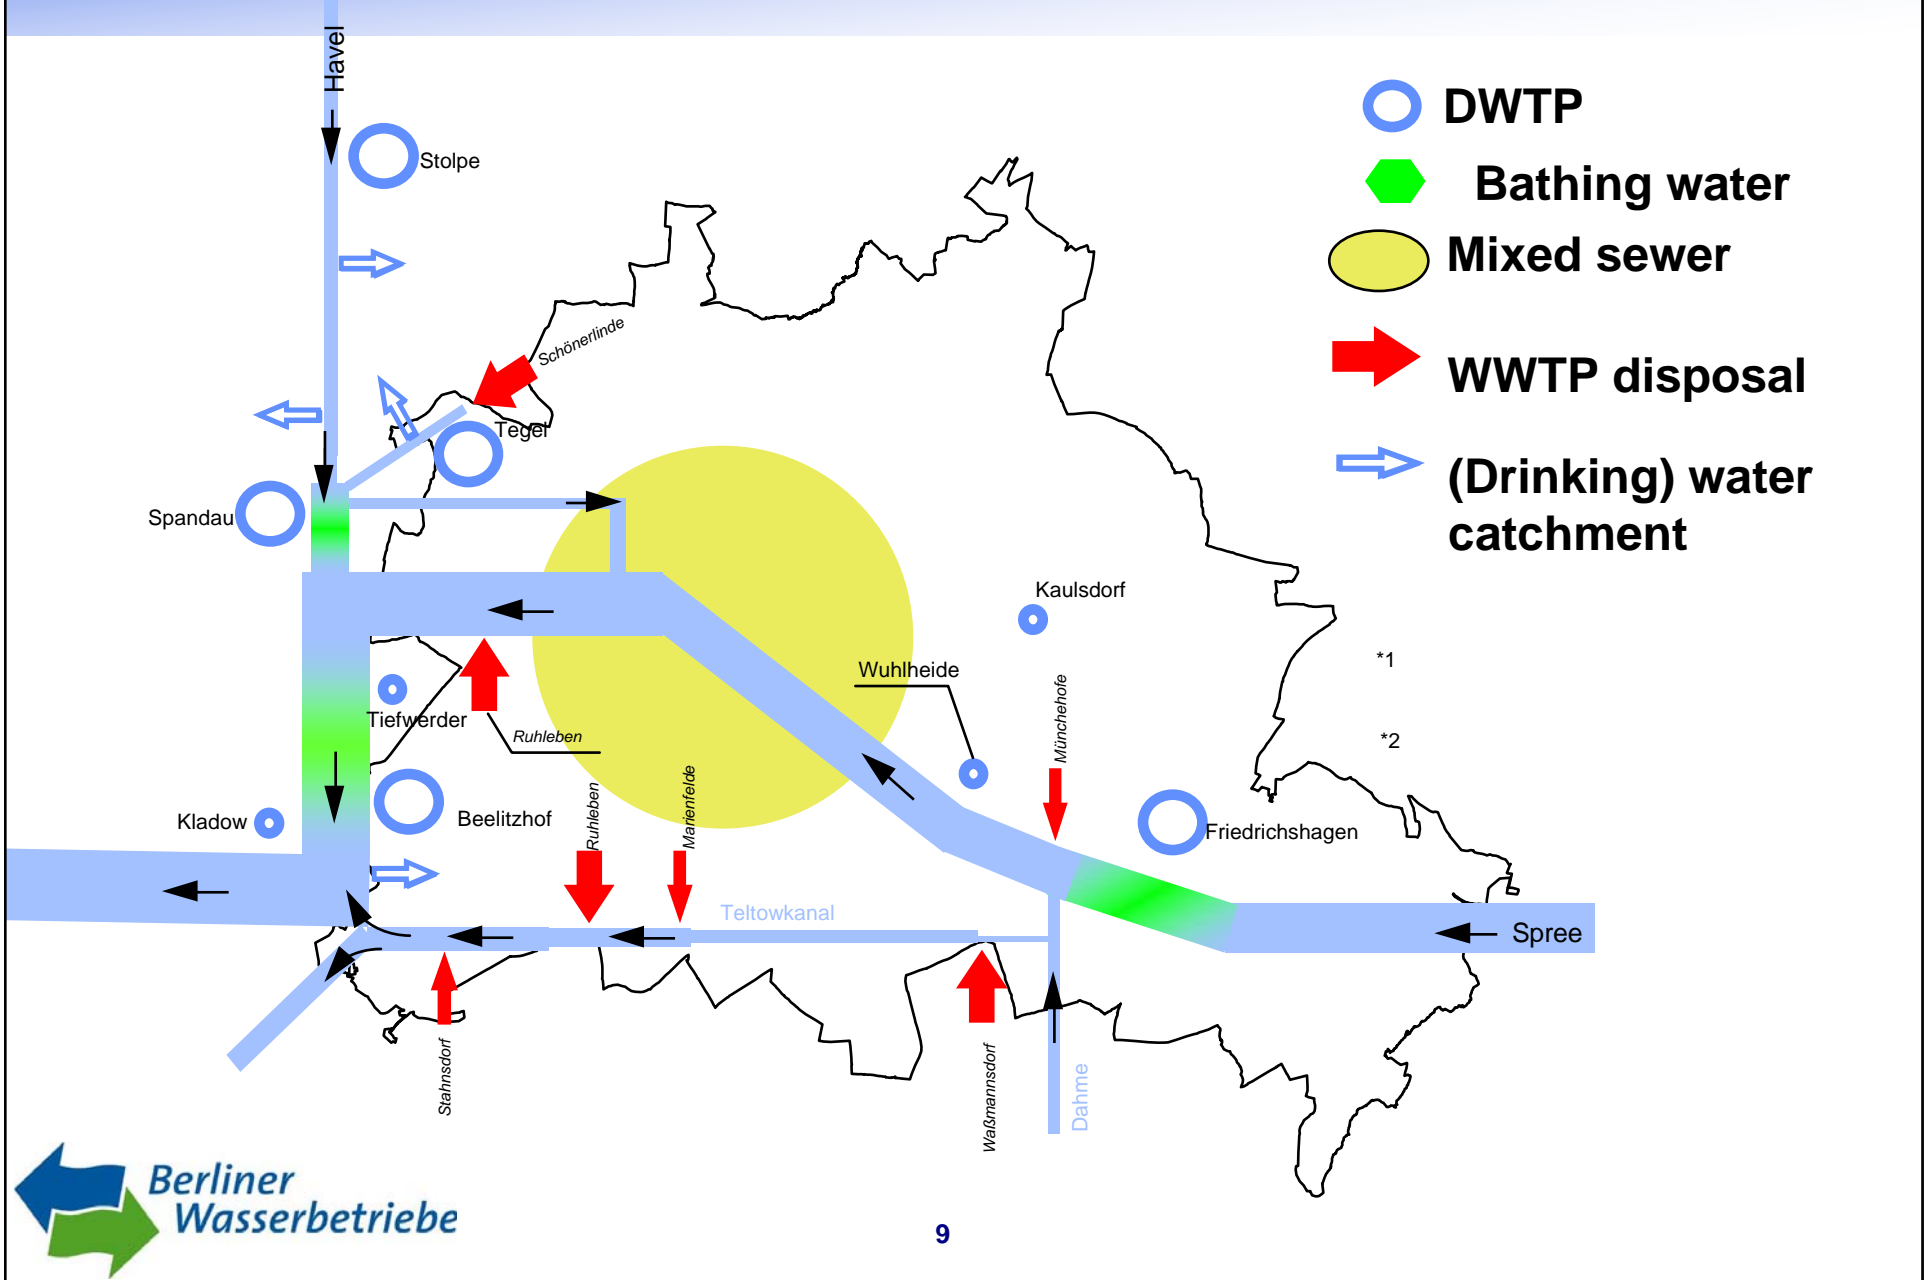 Havel
DWTP
Stolpe
Bathing water
Mixed sewer
Schönerlinde
WWTP disposal
Tegel
(Drinking) water
catchment
Spandau
Kaulsdorf
*1
Wuhlheide
Münchehofe
Tiefwerder
Ruhleben
*2
Ruhleben
Marienfelde
Kladow
Beelitzhof
Friedrichshagen
Teltowkanal
Spree
Stahnsdorf
Waßmannsdorf
Dahme
Berliner
Wasserbetriebe
9